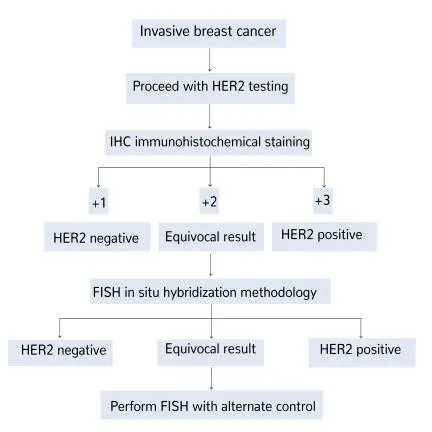 Invasive breast cancer
Proceed with HER2 testing
IHC immunohistochemical staining
+1
+2
+3
HER2 negative
Equivocal result
HER2 positive
FISH in situ hybridization methodology
HER2 negative
Equivocal result
HER2 positive
Perform FISH with alternate control